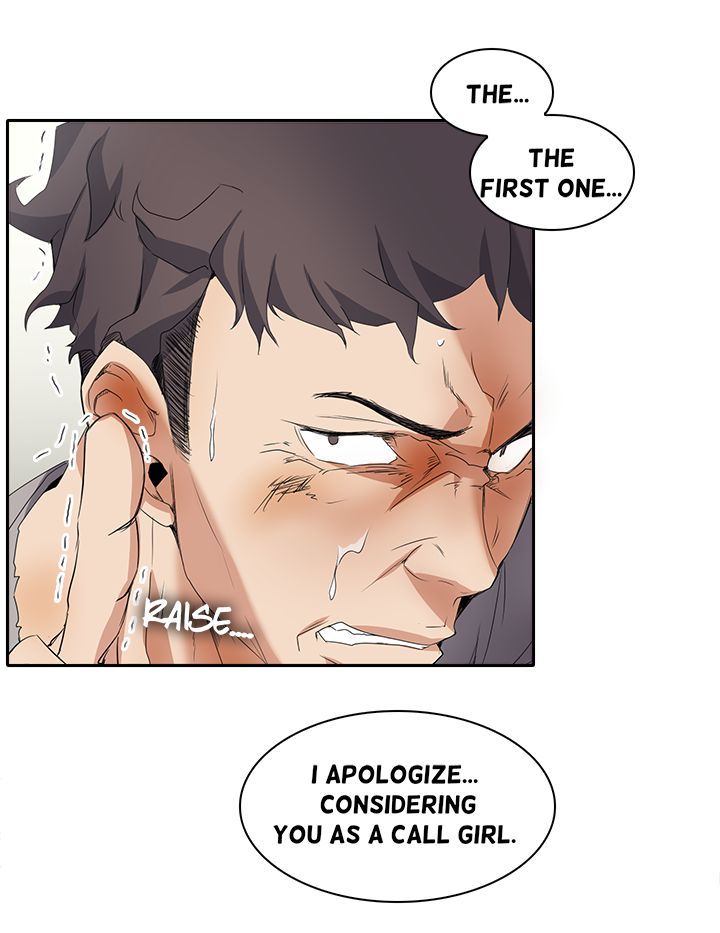 THE...
THE
FIRST ONE...
RAISE....
I APOLOGIZE...
CONSIDERING
YOU AS A CALL GIRL.